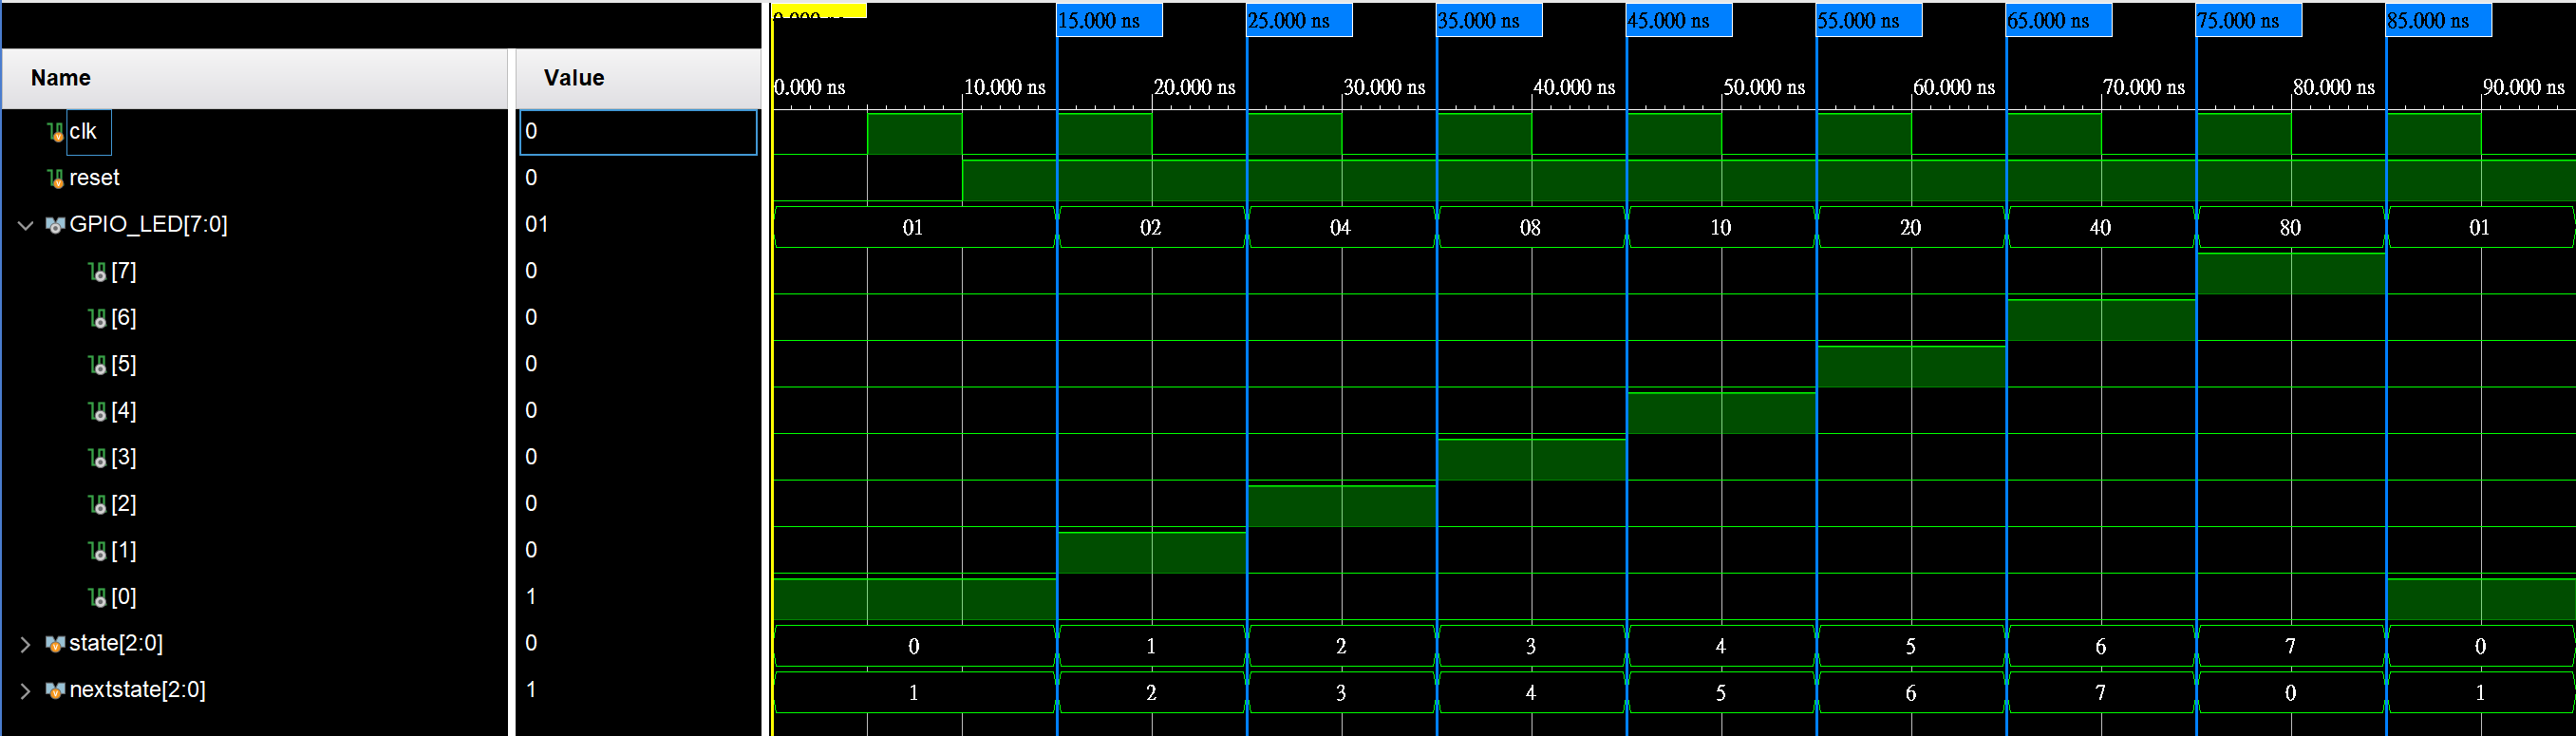 0.000 ns 15.000 ns 25.000 ns 35.000 ns 45.000 ns 55.000 ns 65.000 ns 75.000 ns 85.000 ns
Name Value 0.000 ns 10.000 ns 20.000 ns 30.000 ns 40.000 ns 50.000 ns 60.000 ns 70.000 ns 80.000 ns 90.000 ns
clk 0
reset 0
GPIO_LED[7:0] 01 01 02 04 08 10 20 40 80 01
[7] 0
[6] 0
[5] 0
[4] 0
[3] 0
[2] 0
[1] 0
[0] 1
state[2:0] 0 0 1 2 3 4 5 6 7 0
nextstate[2:0] 1 1 2 3 4 5 6 7 0 1